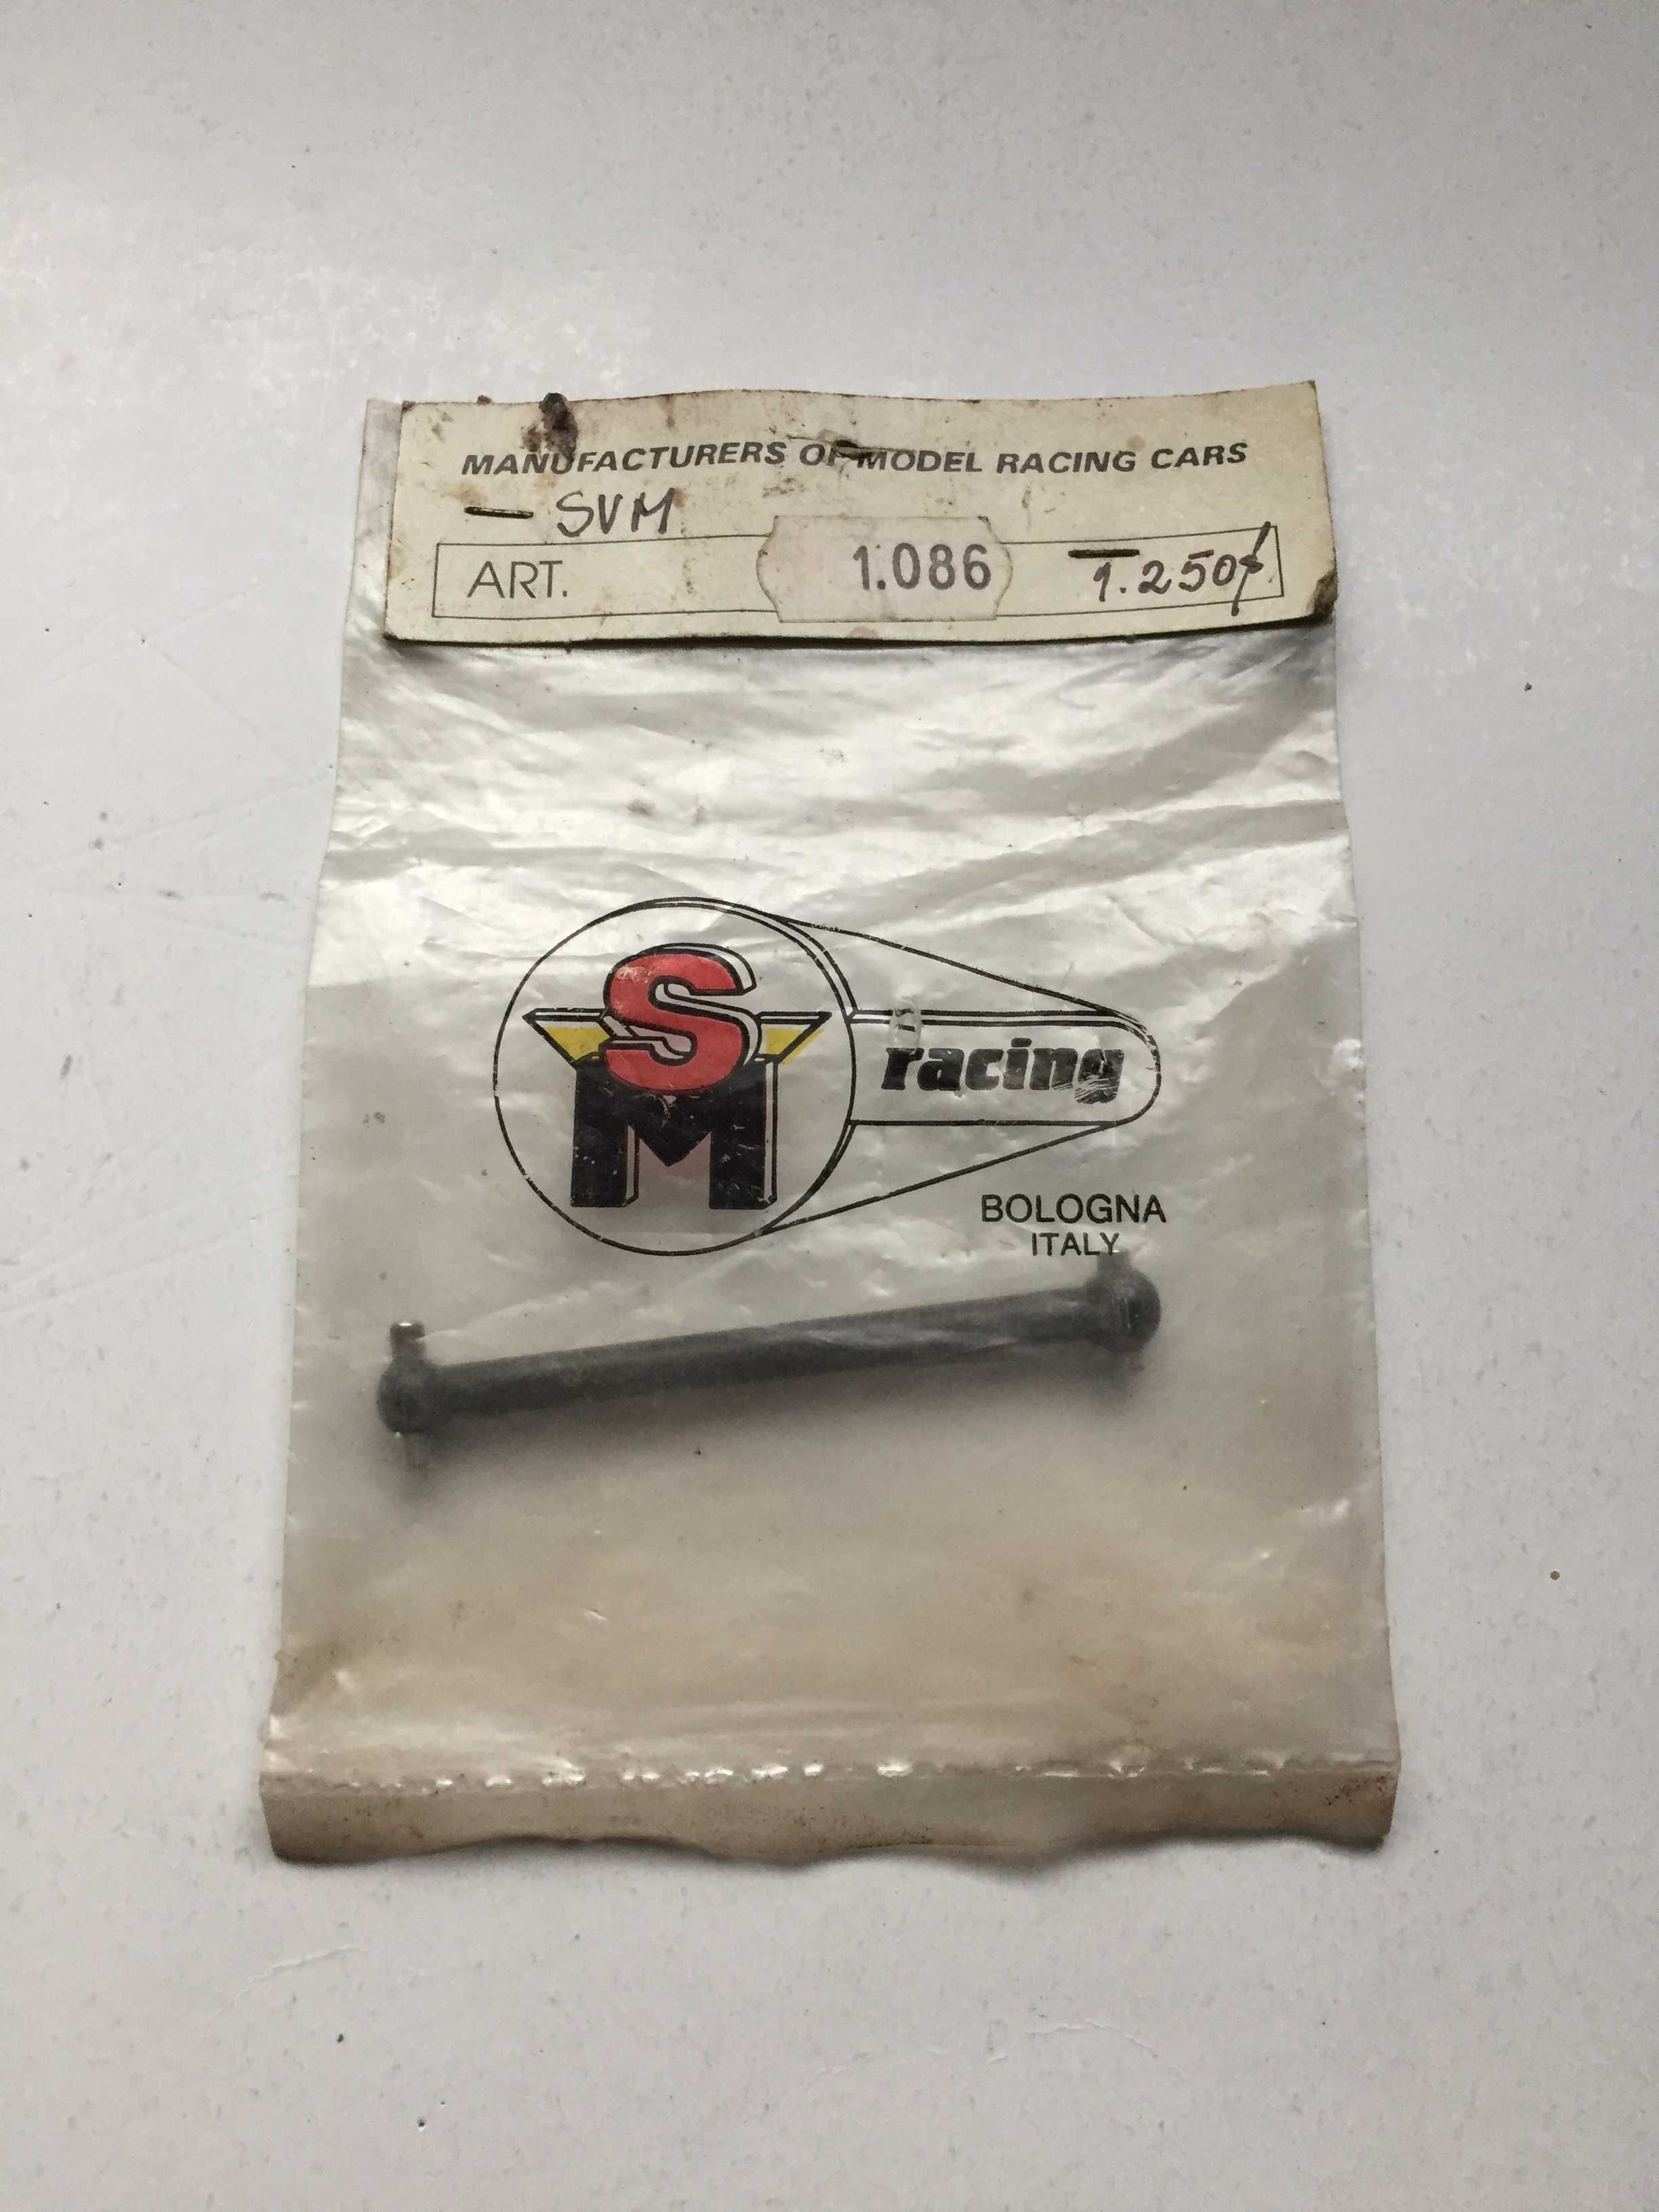 MANUFACTURERS OF MODEL RACING CARS
— SVM
ART. 1.086 1.250
SM
racing
BOLOGNA
ITALY